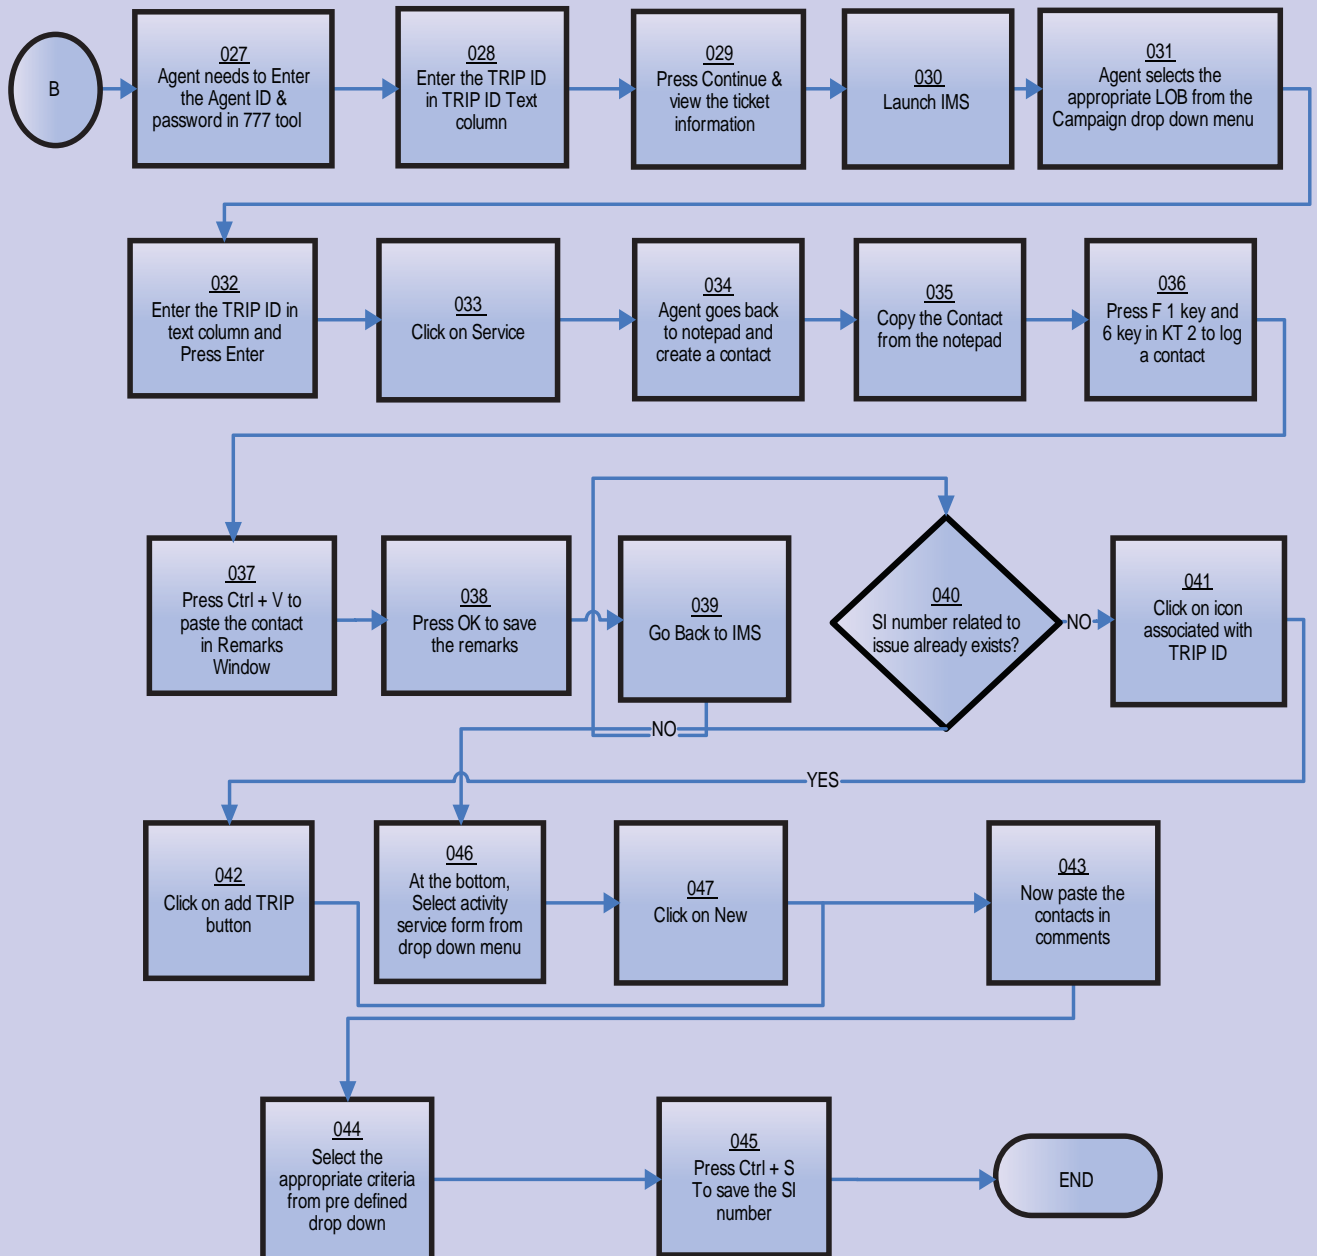 B
027
Agent needs to Enter
the Agent ID &
password in 777 tool
028
Enter the TRIP ID
in TRIP ID Text
column
029
Press Continue &
view the ticket
information
030
Launch IMS
031
Agent selects the
appropriate LOB from the
Campaign drop down menu
032
Enter the TRIP ID in
text column and
Press Enter
033
Click on Service
034
Agent goes back
to notepad and
create a contact
035
Copy the Contact
from the notepad
036
Press F 1 key and
6 key in KT 2 to log
a contact
037
Press Ctrl + V to
paste the contact
in Remarks
Window
038
Press OK to save
the remarks
039
Go Back to IMS
040
SI number related to
issue already exists?
NO
041
Click on icon
associated with
TRIP ID
NO
YES
042
Click on add TRIP
button
046
At the bottom,
Select activity
service form from
drop down menu
047
Click on New
043
Now paste the
contacts in
comments
044
Select the
appropriate criteria
from pre defined
drop down
045
Press Ctrl + S
To save the SI
number
END